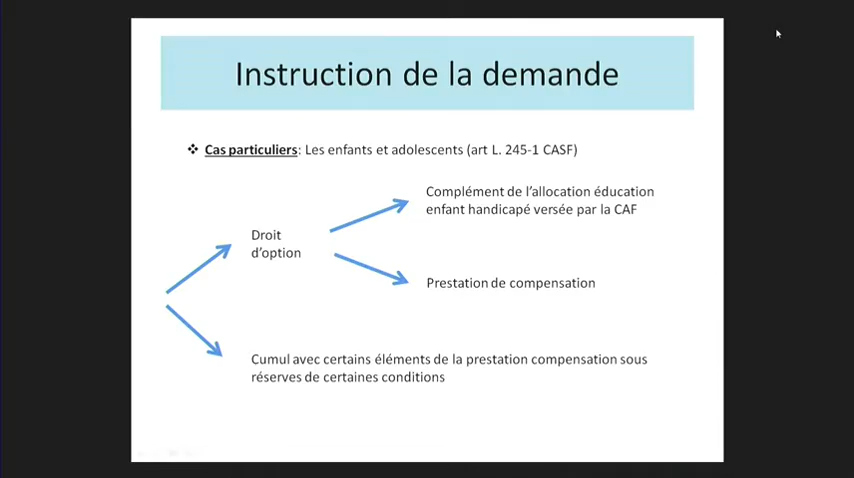 Instruction de la demande
❖ Cas particuliers: Les enfants et adolescents (art L. 245-1 CASF)
Complément de l'allocation éducation
enfant handicapé versée par la CAF
Droit
d'option
Prestation de compensation
Cumul avec certains éléments de la prestation compensation sous
réserves de certaines conditions